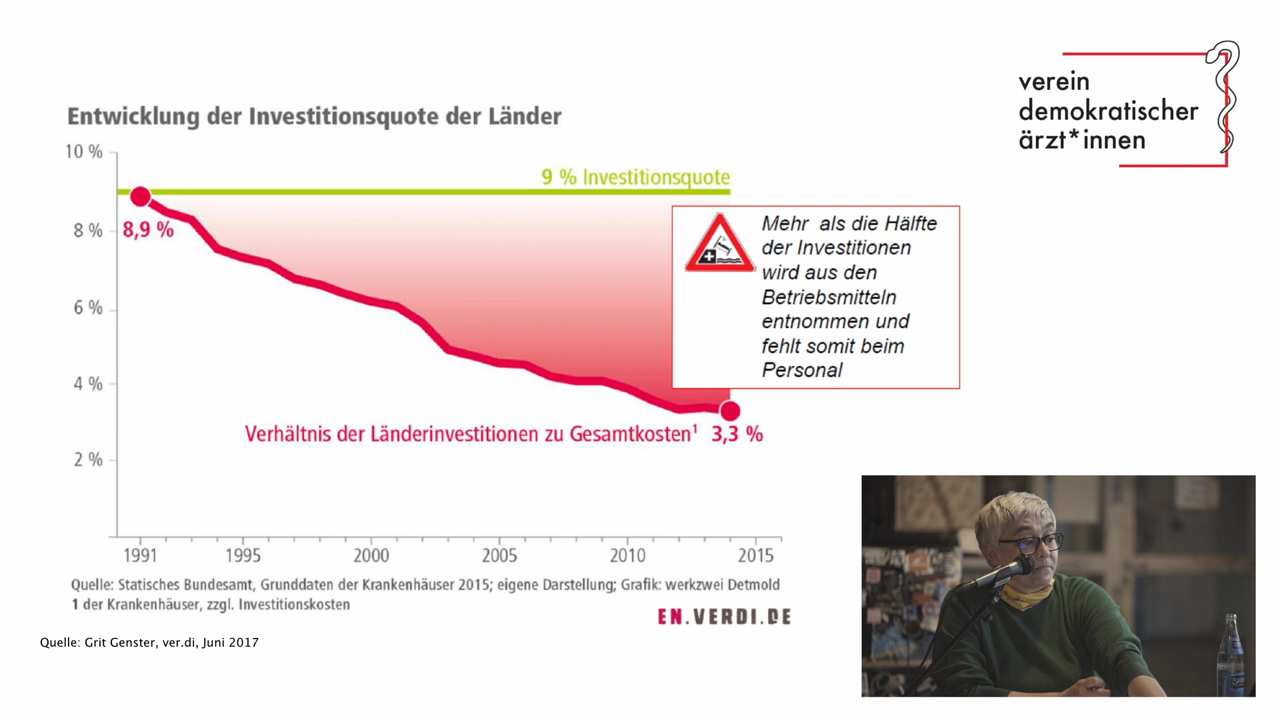 verein
demokratischer
ärzt*innen
Entwicklung der Investitionsquote der Länder
10 %
8 %
6 %
4 %
2 %
9 % Investitionsquote
8,9 %
Mehr als die Hälfte
der Investitionen
wird aus den
Betriebsmitteln
entnommen und
fehlt somit beim
Personal
Verhältnis der Länderinvestitionen zu Gesamtkosten¹ 3,3 %
1991 1995 2000 2005 2010 2015
Quelle: Statisches Bundesamt, Grunddaten der Krankenhäuser 2015; eigene Darstellung; Grafik: werkzwei Detmold
1 der Krankenhäuser, zzgl. Investitionskosten
EN.VERDI.DE
Quelle: Grit Genster, ver.di, Juni 2017